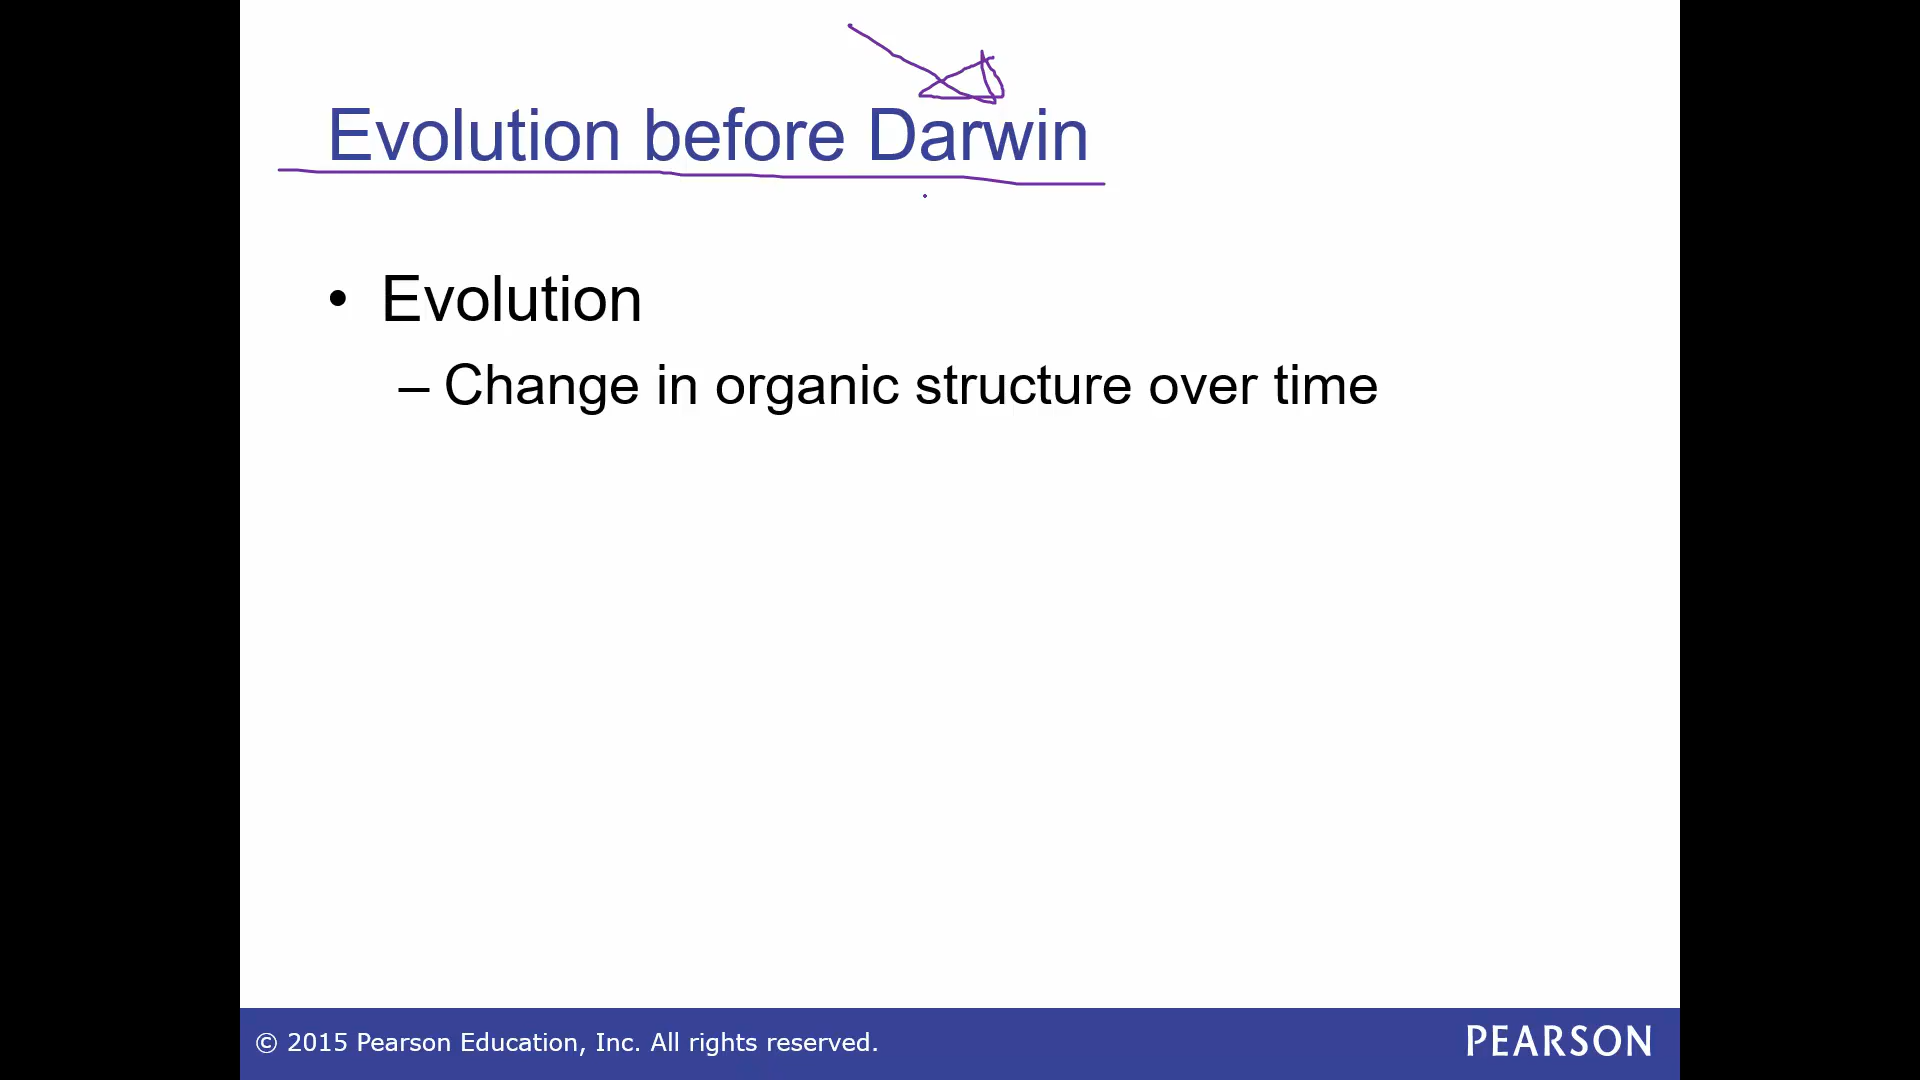 Evolution before Darwin
• Evolution
– Change in organic structure over time
© 2015 Pearson Education, Inc. All rights reserved.
PEARSON